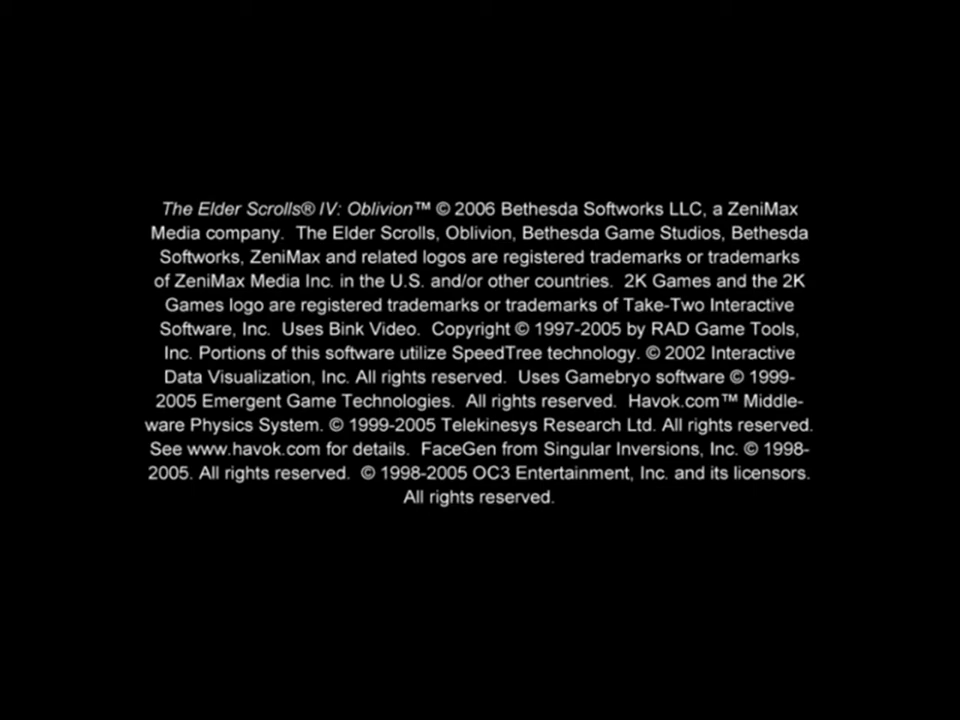 The Elder Scrolls® IV: Oblivion™ © 2006 Bethesda Softworks LLC, a ZeniMax
Media company.  The Elder Scrolls, Oblivion, Bethesda Game Studios, Bethesda
Softworks, ZeniMax and related logos are registered trademarks or trademarks
of ZeniMax Media Inc. in the U.S. and/or other countries.  2K Games and the 2K
Games logo are registered trademarks or trademarks of Take-Two Interactive
Software, Inc.  Uses Bink Video.  Copyright © 1997-2005 by RAD Game Tools,
Inc. Portions of this software utilize SpeedTree technology. © 2002 Interactive
Data Visualization, Inc. All rights reserved.  Uses Gamebryo software © 1999-
2005 Emergent Game Technologies.  All rights reserved.  Havok.com™ Middle-
ware Physics System. © 1999-2005 Telekinesys Research Ltd. All rights reserved.
See www.havok.com for details.  FaceGen from Singular Inversions, Inc. © 1998-
2005. All rights reserved.  © 1998-2005 OC3 Entertainment, Inc. and its licensors.
All rights reserved.